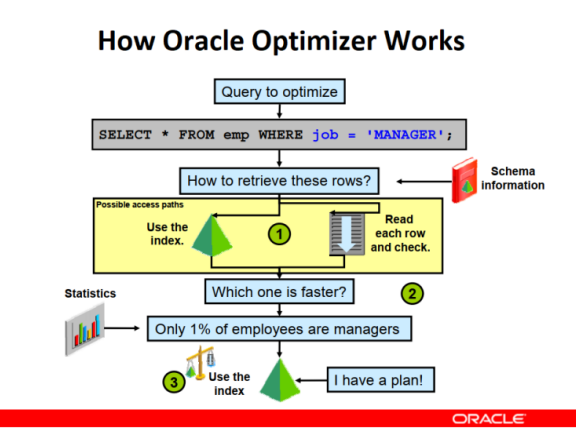 How Oracle Optimizer Works
Query to optimize
SELECT * FROM emp WHERE job = 'MANAGER';
How to retrieve these rows?
Schema
information
Possible access paths
Use the
index.
1
Read
each row
and check.
Which one is faster?
2
Statistics
Only 1% of employees are managers
3
Use the
index
I have a plan!
ORACLE